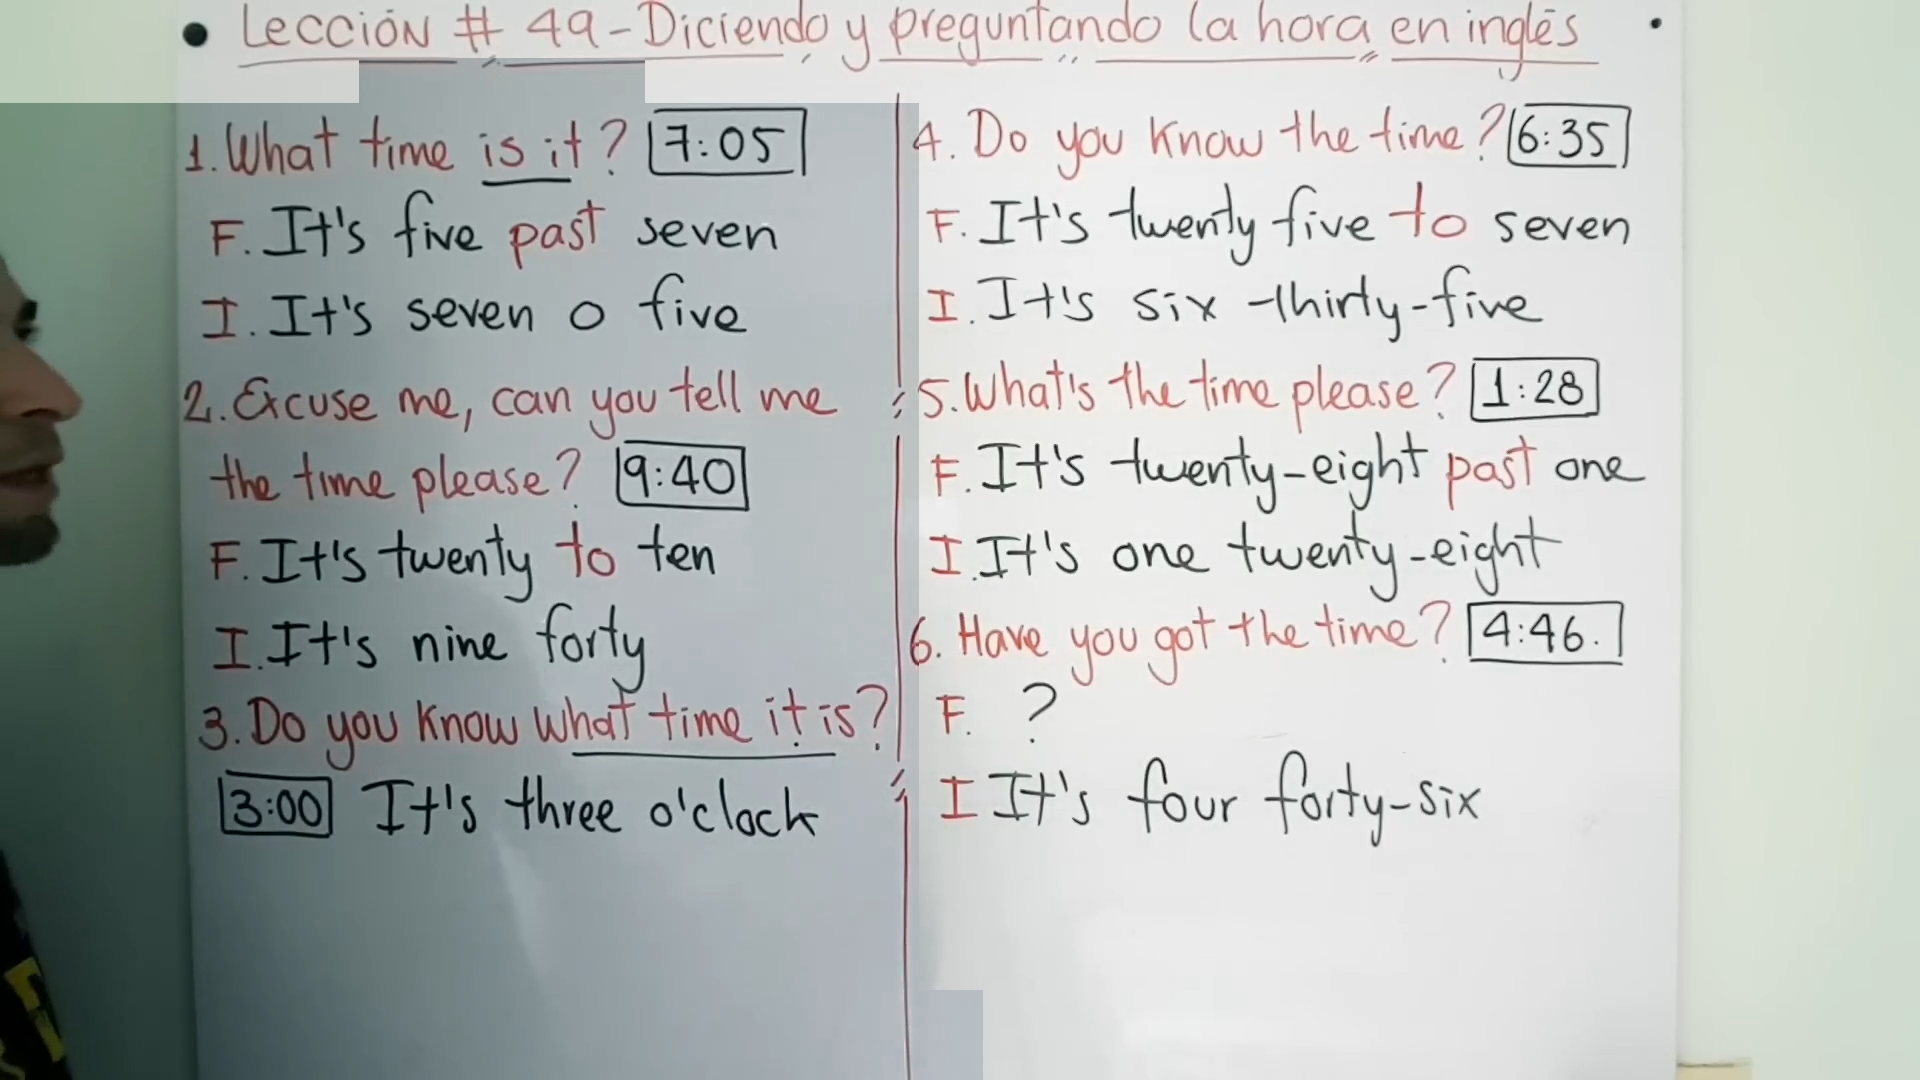 • Lección # 49 - Diciendo y preguntando la hora en inglés •
1. What time is it? 7:05
F. It's five past seven
I. It's seven o five
2. Excuse me, can you tell me
the time please? 9:40
F. It's twenty to ten
I. It's nine forty
3. Do you know what time it is?
3:00 It's three o'clock
4. Do you know the time? 6:35
F. It's twenty five to seven
I. It's six thirty-five
5. What's the time please? 1:28
F. It's twenty-eight past one
I. It's one twenty-eight
6. Have you got the time? 4:46.
F. ?
I It's four forty-six